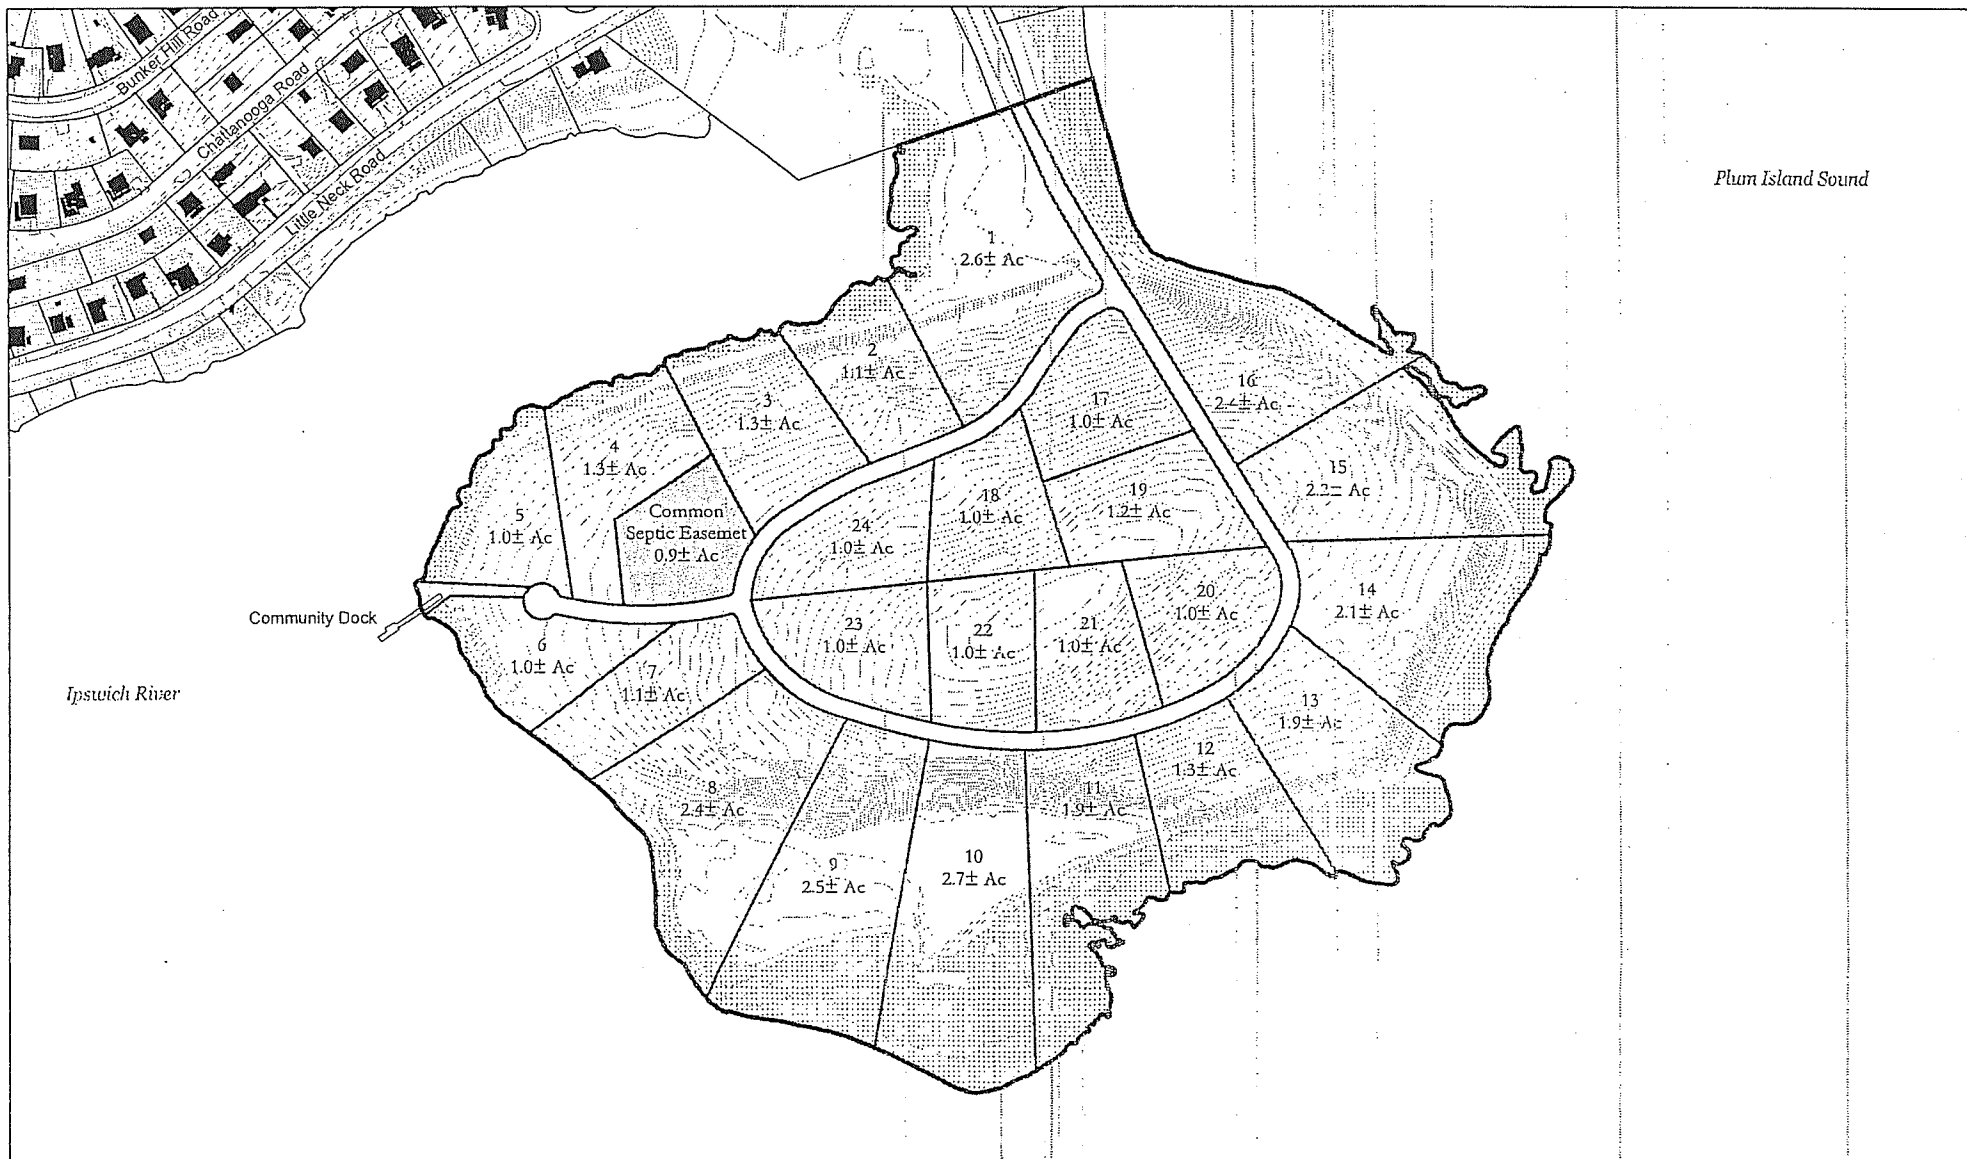 Bunker Hill Road
Chattanooga Road
Little Neck Road
Plum Island Sound
1
2.6± Ac
2
1.1± Ac
3
1.3± Ac
4
1.3± Ac
5
1.0± Ac
Common
Septic Easemet
0.9± Ac
24
1.0± Ac
18
1.0± Ac
17
1.0± Ac
16
19
1.2± Ac
15
2.2± Ac
Community Dock
Ipswich River
6
1.0± Ac
7
1.1± Ac
23
1.0± Ac
22
1.0± Ac
21
1.0± Ac
20
1.0± Ac
14
2.1± Ac
13
1.9± Ac
12
1.3± Ac
11
1.9± Ac
8
2.4± Ac
9
2.5± Ac
10
2.7± Ac